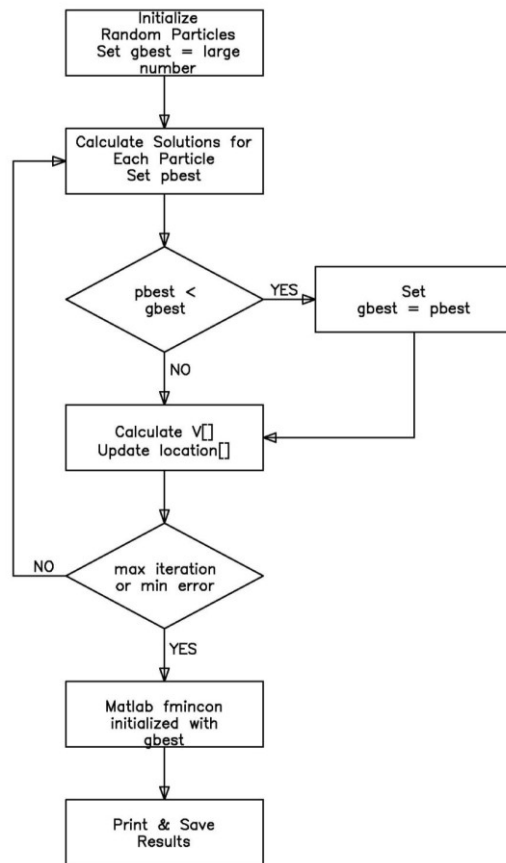 Initialize
Random Particles
Set gbest = large
number
Calculate Solutions for
Each Particle
Set pbest
pbest <
gbest
YES
Set
gbest = pbest
NO
Calculate V[]
Update location[]
NO
max iteration
or min error
YES
Matlab fmincon
initialized with
gbest
Print & Save
Results